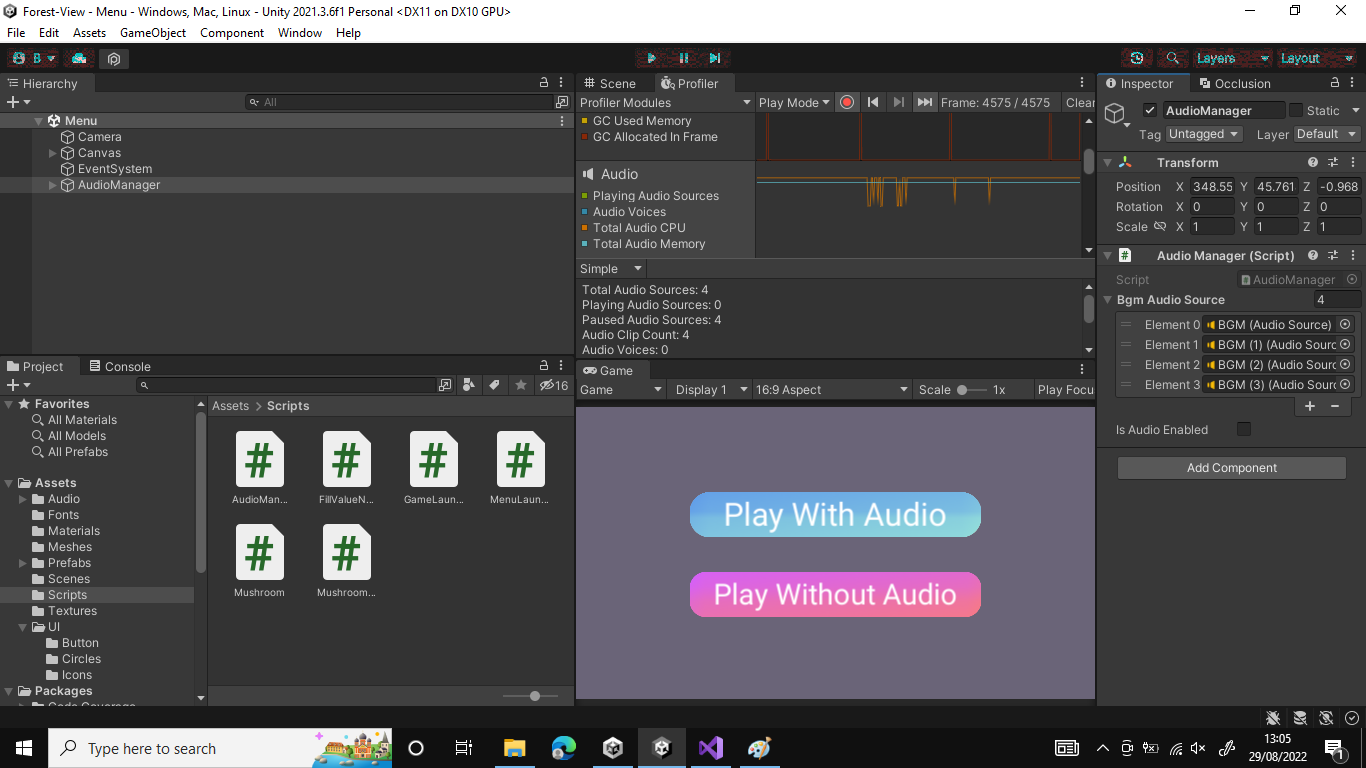 Forest-View - Menu - Windows, Mac, Linux - Unity 2021.3.6f1 Personal <DX11 on DX10 GPU>
File Edit Assets GameObject Component Window Help
B
Layers
Layout
Hierarchy
All
Menu
Camera
Canvas
EventSystem
AudioManager
Scene
Profiler
Profiler Modules
Play Mode
Frame: 4575 / 4575
Clear
GC Used Memory
GC Allocated In Frame
Audio
Playing Audio Sources
Audio Voices
Total Audio CPU
Total Audio Memory
Simple
Total Audio Sources: 4
Playing Audio Sources: 0
Paused Audio Sources: 4
Audio Clip Count: 4
Audio Voices: 0
Inspector
Occlusion
AudioManager
Static
Tag Untagged
Layer Default
Transform
Position X 348.55 Y 45.761 Z -0.968
Rotation X 0 Y 0 Z 0
Scale X 1 Y 1 Z 1
# Audio Manager (Script)
Script AudioManager
Bgm Audio Source 4
Element 0 BGM (Audio Source)
Element 1 BGM (1) (Audio Sourc
Element 2 BGM (2) (Audio Sourc
Element 3 BGM (3) (Audio Sourc
+ −
Is Audio Enabled
Add Component
Project
Console
16
Favorites
All Materials
All Models
All Prefabs
Assets
Audio
Fonts
Materials
Meshes
Prefabs
Scenes
Scripts
Textures
UI
Button
Circles
Icons
Packages
Code Coverage
Assets > Scripts
# # # #
AudioMan... FillValueN... GameLaun... MenuLaun...
# #
Mushroom Mushroom...
Game
Game Display 1 16:9 Aspect Scale 1x Play Focu
Play With Audio
Play Without Audio
Type here to search
13:05
29/08/2022
1